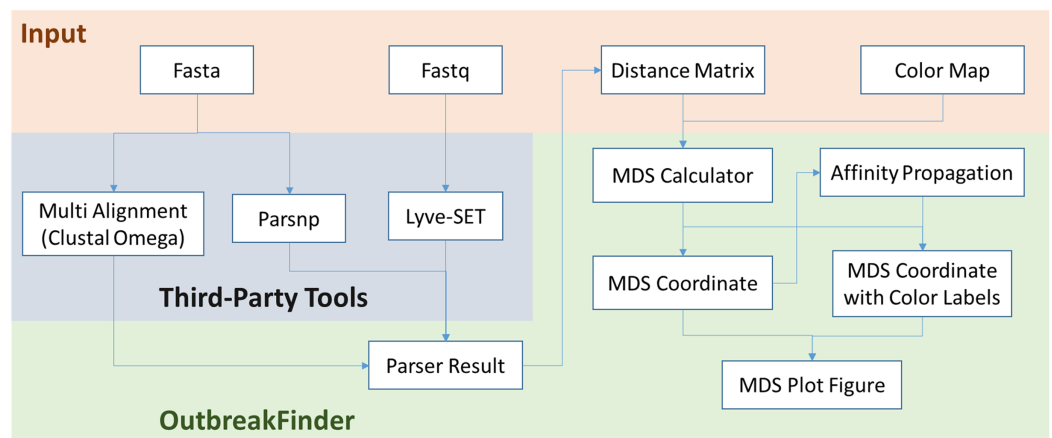 Input
Fasta
Fastq
Distance Matrix
Color Map
Multi Alignment
(Clustal Omega)
Parsnp
Lyve-SET
MDS Calculator
Affinity Propagation
MDS Coordinate
MDS Coordinate
with Color Labels
Third-Party Tools
Parser Result
MDS Plot Figure
OutbreakFinder